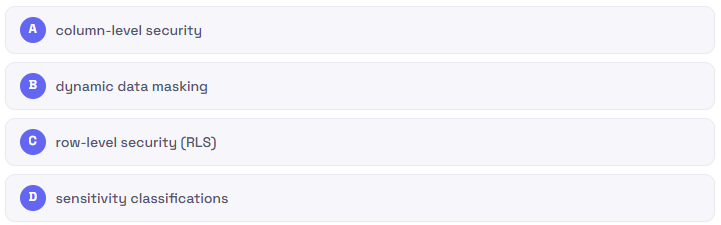 A column-level security
B dynamic data masking
C row-level security (RLS)
D sensitivity classifications